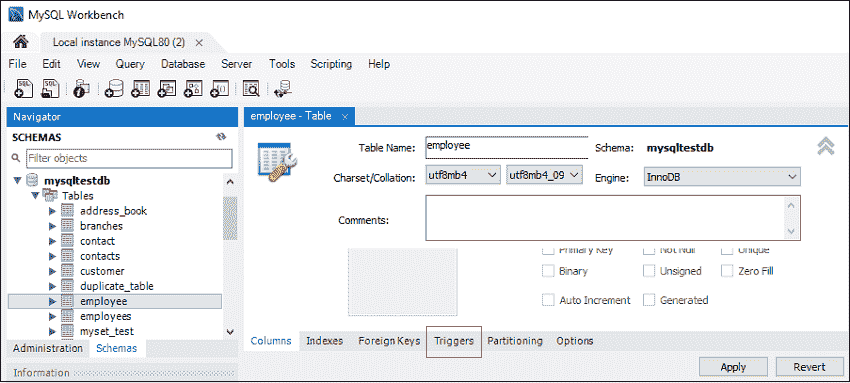 MySQL Workbench
Local instance MySQL80 (2) ×
File Edit View Query Database Server Tools Scripting Help
Navigator
SCHEMAS
Filter objects
mysqltestdb
Tables
address_book
branches
contact
contacts
customer
duplicate_table
employee
employees
myset_test
Administration Schemas
Information
employee - Table ×
Table Name: employee Schema: mysqltestdb
Charset/Collation: utf8mb4 utf8mb4_09 Engine: InnoDB
Comments:
Primary Key Not Null Unique
Binary Unsigned Zero Fill
Auto Increment Generated
Columns Indexes Foreign Keys Triggers Partitioning Options
Apply Revert